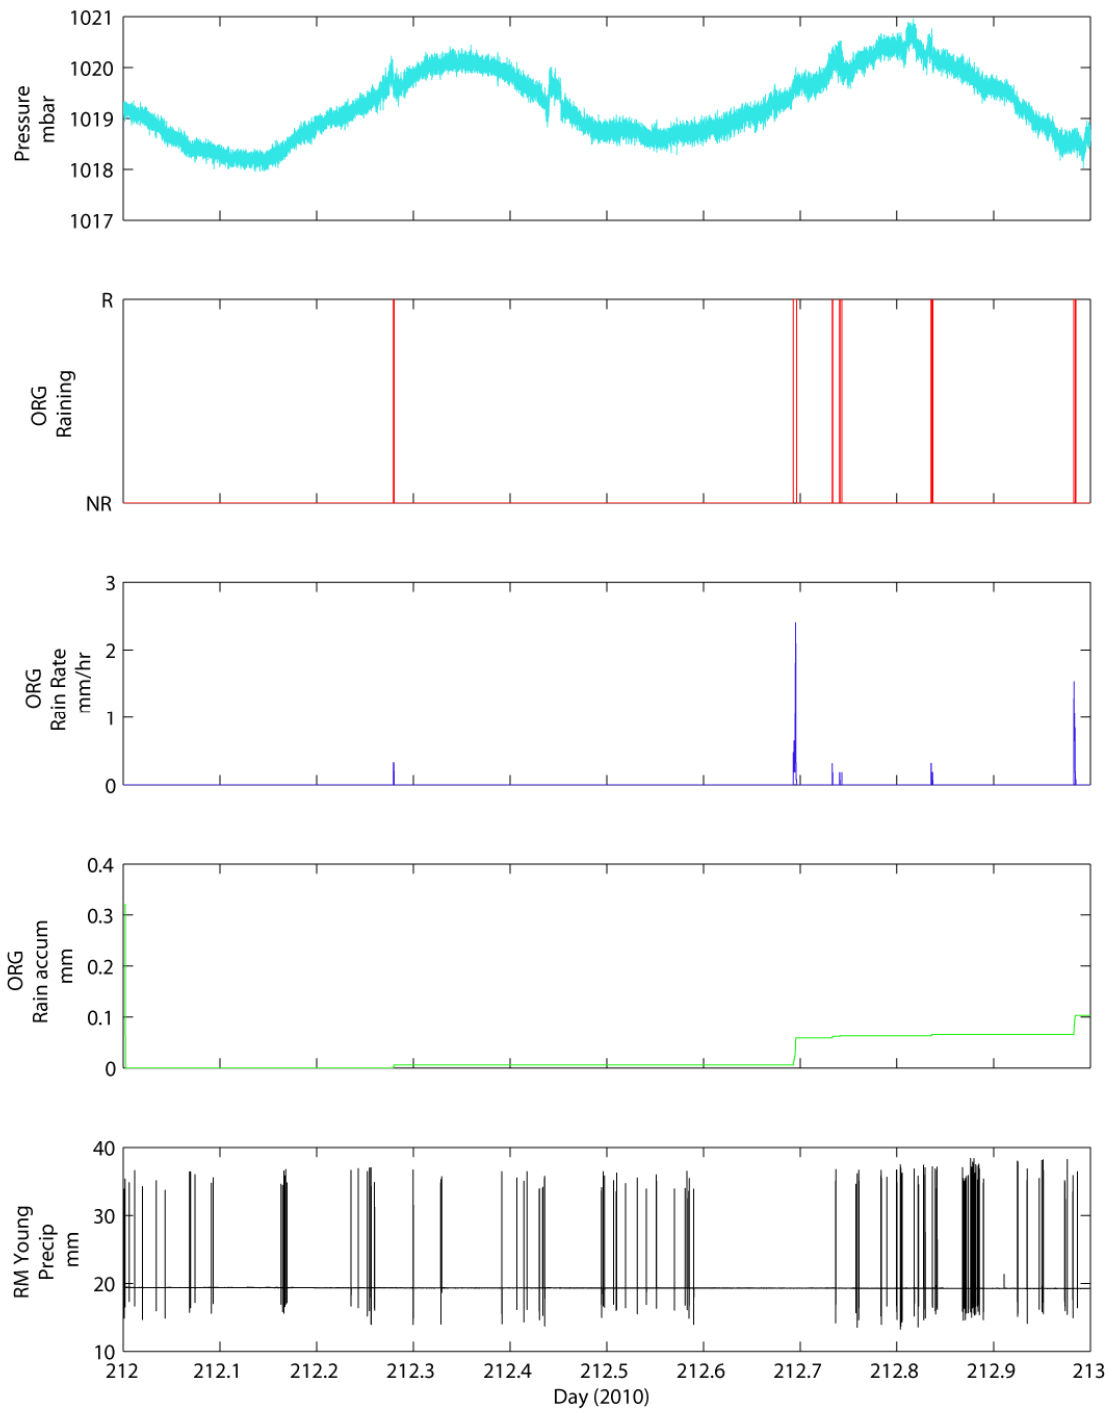 1021
1020
1019
1018
1017
Pressure
mbar
R
NR
ORG
Raining
3
2
1
0
ORG
Rain Rate
mm/hr
0.4
0.3
0.2
0.1
0
ORG
Rain accum
mm
40
30
20
10
RM Young
Precip
mm
212 212.1 212.2 212.3 212.4 212.5 212.6 212.7 212.8 212.9 213
Day (2010)